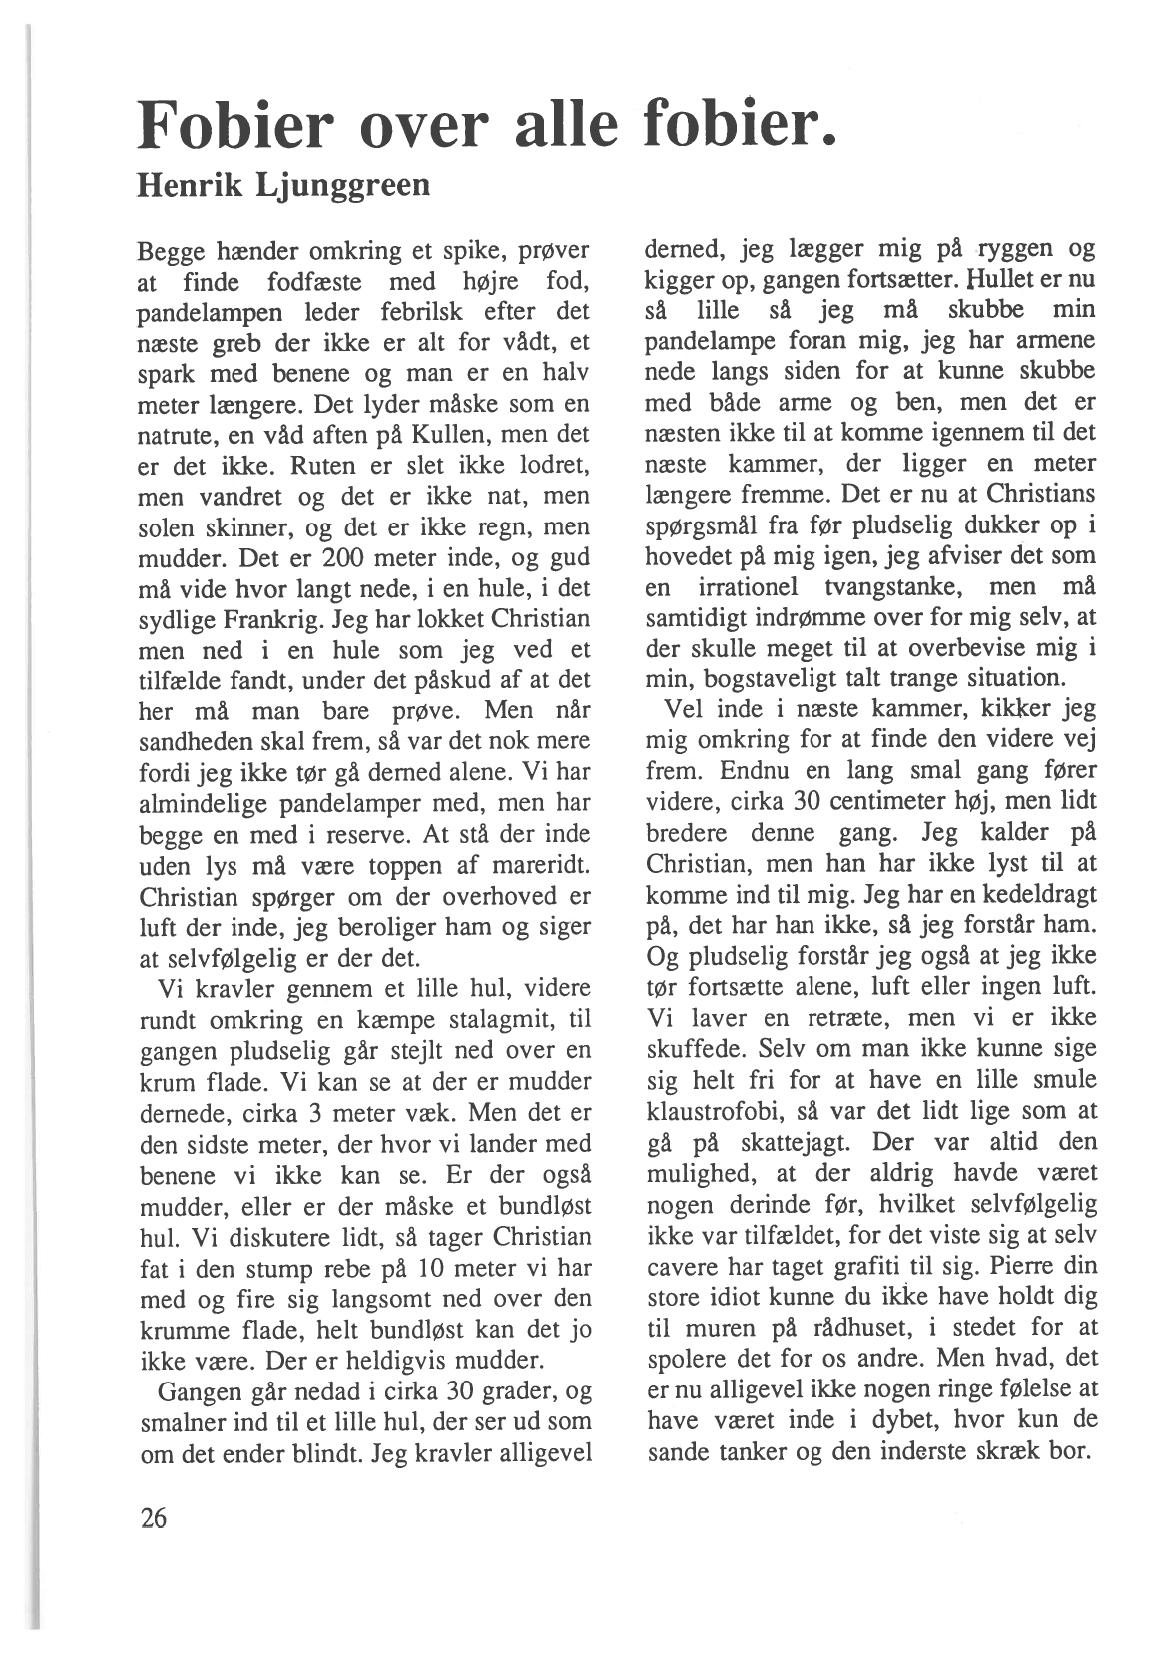 Fobier over alle fobier.
Henrik Ljunggreen
Begge hænder omkring et spike, prøver
at finde fodfæste med højre fod,
pandelampen leder febrilsk efter det
næste greb der ikke er alt for vådt, et
spark med benene og man er en halv
meter længere. Det lyder måske som en
natrute, en våd aften på Kullen, men det
er det ikke. Ruten er slet ikke lodret,
men vandret og det er ikke nat, men
solen skinner, og det er ikke regn, men
mudder. Det er 200 meter inde, og gud
må vide hvor langt nede, i en hule, i det
sydlige Frankrig. Jeg har lokket Christian
men ned i en hule som jeg ved et
tilfælde fandt, under det påskud af at det
her må man bare prøve. Men når
sandheden skal frem, så var det nok mere
fordi jeg ikke tør gå derned alene. Vi har
almindelige pandelamper med, men har
begge en med i reserve. At stå der inde
uden lys må være toppen af mareridt.
Christian spørger om der overhoved er
luft der inde, jeg beroliger ham og siger
at selvfølgelig er der det.
Vi kravler gennem et lille hul, videre
rundt omkring en kæmpe stalagmit, til
gangen pludselig går stejlt ned over en
krum flade. Vi kan se at der er mudder
dernede, cirka 3 meter væk. Men det er
den sidste meter, der hvor vi lander med
benene vi ikke kan se. Er der også
mudder, eller er der måske et bundløst
hul. Vi diskutere lidt, så tager Christian
fat i den stump rebe på 10 meter vi har
med og fire sig langsomt ned over den
krumme flade, helt bundløst kan det jo
ikke være. Der er heldigvis mudder.
Gangen går nedad i cirka 30 grader, og
smalner ind til et lille hul, der ser ud som
om det ender blindt. Jeg kravler alligevel
derned, jeg lægger mig på ryggen og
kigger op, gangen fortsætter. Hullet er nu
så lille så jeg må skubbe min
pandelampe foran mig, jeg har armene
nede langs siden for at kunne skubbe
med både arme og ben, men det er
næsten ikke til at komme igennem til det
næste kammer, der ligger en meter
længere fremme. Det er nu at Christians
spørgsmål fra før pludselig dukker op i
hovedet på mig igen, jeg afviser det som
en irrationel tvangstanke, men må
samtidigt indrømme over for mig selv, at
der skulle meget til at overbevise mig i
min, bogstaveligt talt trange situation.
Vel inde i næste kammer, kikker jeg
mig omkring for at finde den videre vej
frem. Endnu en lang smal gang fører
videre, cirka 30 centimeter høj, men lidt
bredere denne gang. Jeg kalder på
Christian, men han har ikke lyst til at
komme ind til mig. Jeg har en kedeldragt
på, det har han ikke, så jeg forstår ham.
Og pludselig forstår jeg også at jeg ikke
tør fortsætte alene, luft eller ingen luft.
Vi laver en retræte, men vi er ikke
skuffede. Selv om man ikke kunne sige
sig helt fri for at have en lille smule
klaustrofobi, så var det lidt lige som at
gå på skattejagt. Der var altid den
mulighed, at der aldrig havde været
nogen derinde før, hvilket selvfølgelig
ikke var tilfældet, for det viste sig at selv
cavere har taget grafiti til sig. Pierre din
store idiot kunne du ikke have holdt dig
til muren på rådhuset, i stedet for at
spolere det for os andre. Men hvad, det
er nu alligevel ikke nogen ringe følelse at
have været inde i dybet, hvor kun de
sande tanker og den inderste skræk bor.
26